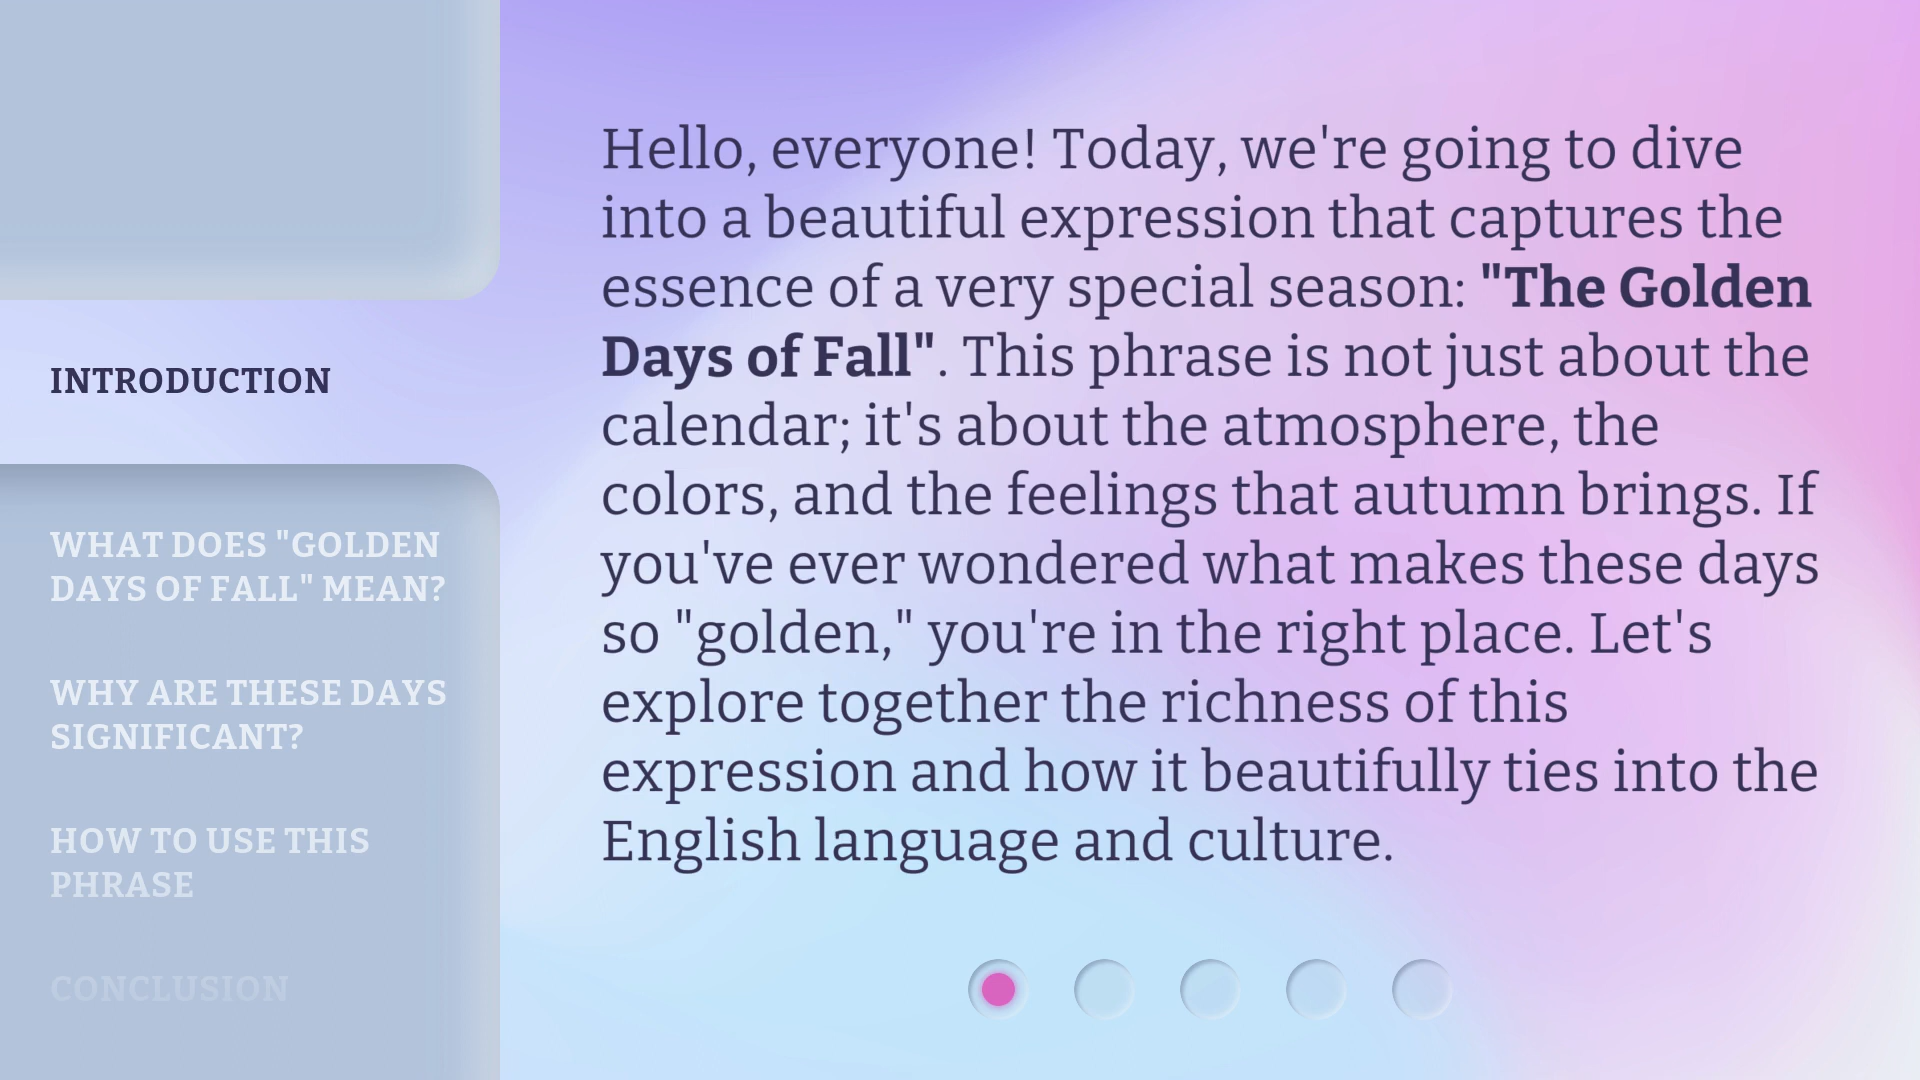 INTRODUCTION
WHAT DOES "GOLDEN
DAYS OF FALL" MEAN?
WHY ARE THESE DAYS
SIGNIFICANT?
HOW TO USE THIS
PHRASE
CONCLUSION
Hello, everyone! Today, we're going to dive
into a beautiful expression that captures the
essence of a very special season: "The Golden
Days of Fall". This phrase is not just about the
calendar; it's about the atmosphere, the
colors, and the feelings that autumn brings. If
you've ever wondered what makes these days
so "golden," you're in the right place. Let's
explore together the richness of this
expression and how it beautifully ties into the
English language and culture.